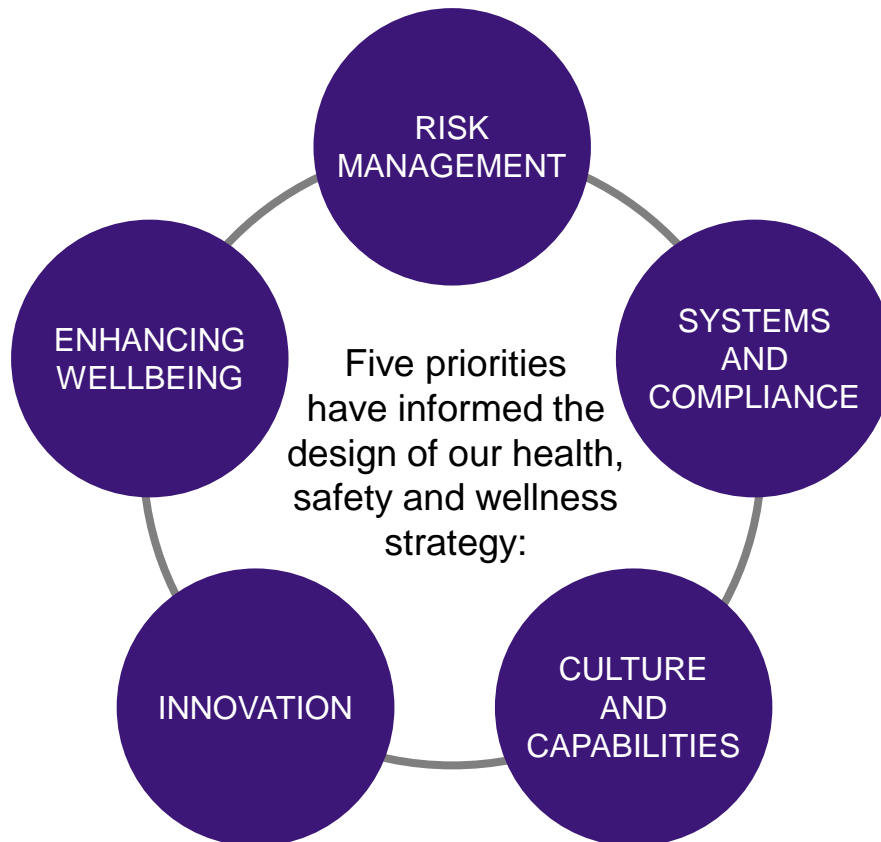 RISK
MANAGEMENT
SYSTEMS
AND
COMPLIANCE
CULTURE
AND
CAPABILITIES
INNOVATION
ENHANCING
WELLBEING
Five priorities
have informed the
design of our health,
safety and wellness
strategy: